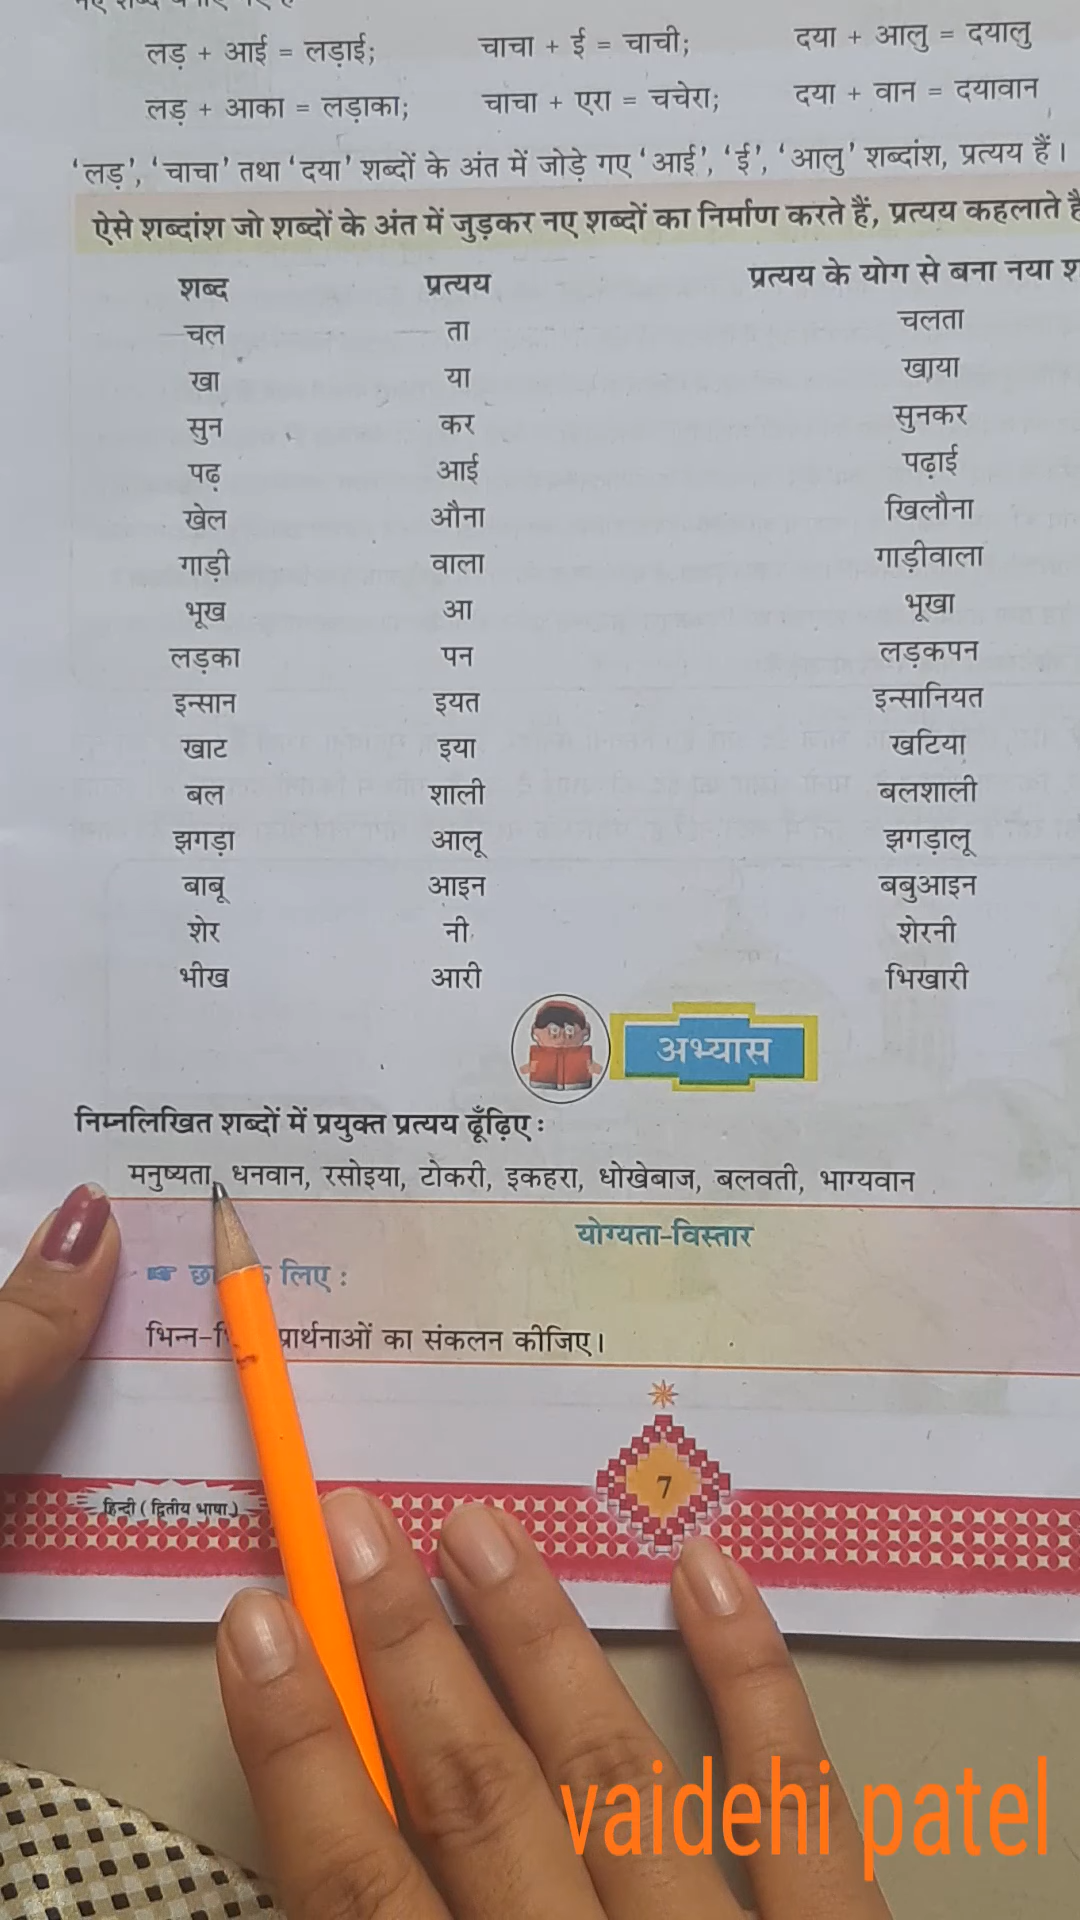 लड़ + आई = लड़ाई; चाचा + ई = चाची; दया + आलु = दयालु
लड़ + आका = लड़ाका; चाचा + एरा = चचेरा; दया + वान = दयावान
‘लड़’, ‘चाचा’ तथा ‘दया’ शब्दों के अंत में जोड़े गए ‘आई’, ‘ई’, ‘आलु’ शब्दांश, प्रत्यय हैं।
ऐसे शब्दांश जो शब्दों के अंत में जुड़कर नए शब्दों का निर्माण करते हैं, प्रत्यय कहलाते
शब्द प्रत्यय प्रत्यय के योग से बना नया
चल ता चलता
खा या खाया
सुन कर सुनकर
पढ़ आई पढ़ाई
खेल औना खिलौना
गाड़ी वाला गाड़ीवाला
भूख आ भूखा
लड़का पन लड़कपन
इन्सान इयत इन्सानियत
खाट इया खटिया
बल शाली बलशाली
झगड़ा आलू झगड़ालू
बाबू आइन बबुआइन
शेर नी शेरनी
भीख आरी भिखारी
अभ्यास
निम्नलिखित शब्दों में प्रयुक्त प्रत्यय ढूँढ़िए :
मनुष्यता, धनवान, रसोइया, टोकरी, इकहरा, धोखेबाज, बलवती, भाग्यवान
योग्यता-विस्तार
लिए :
भिन्न- प्रार्थनाओं का संकलन कीजिए।
7
हिन्दी (द्वितीय भाषा)
vaidehi patel